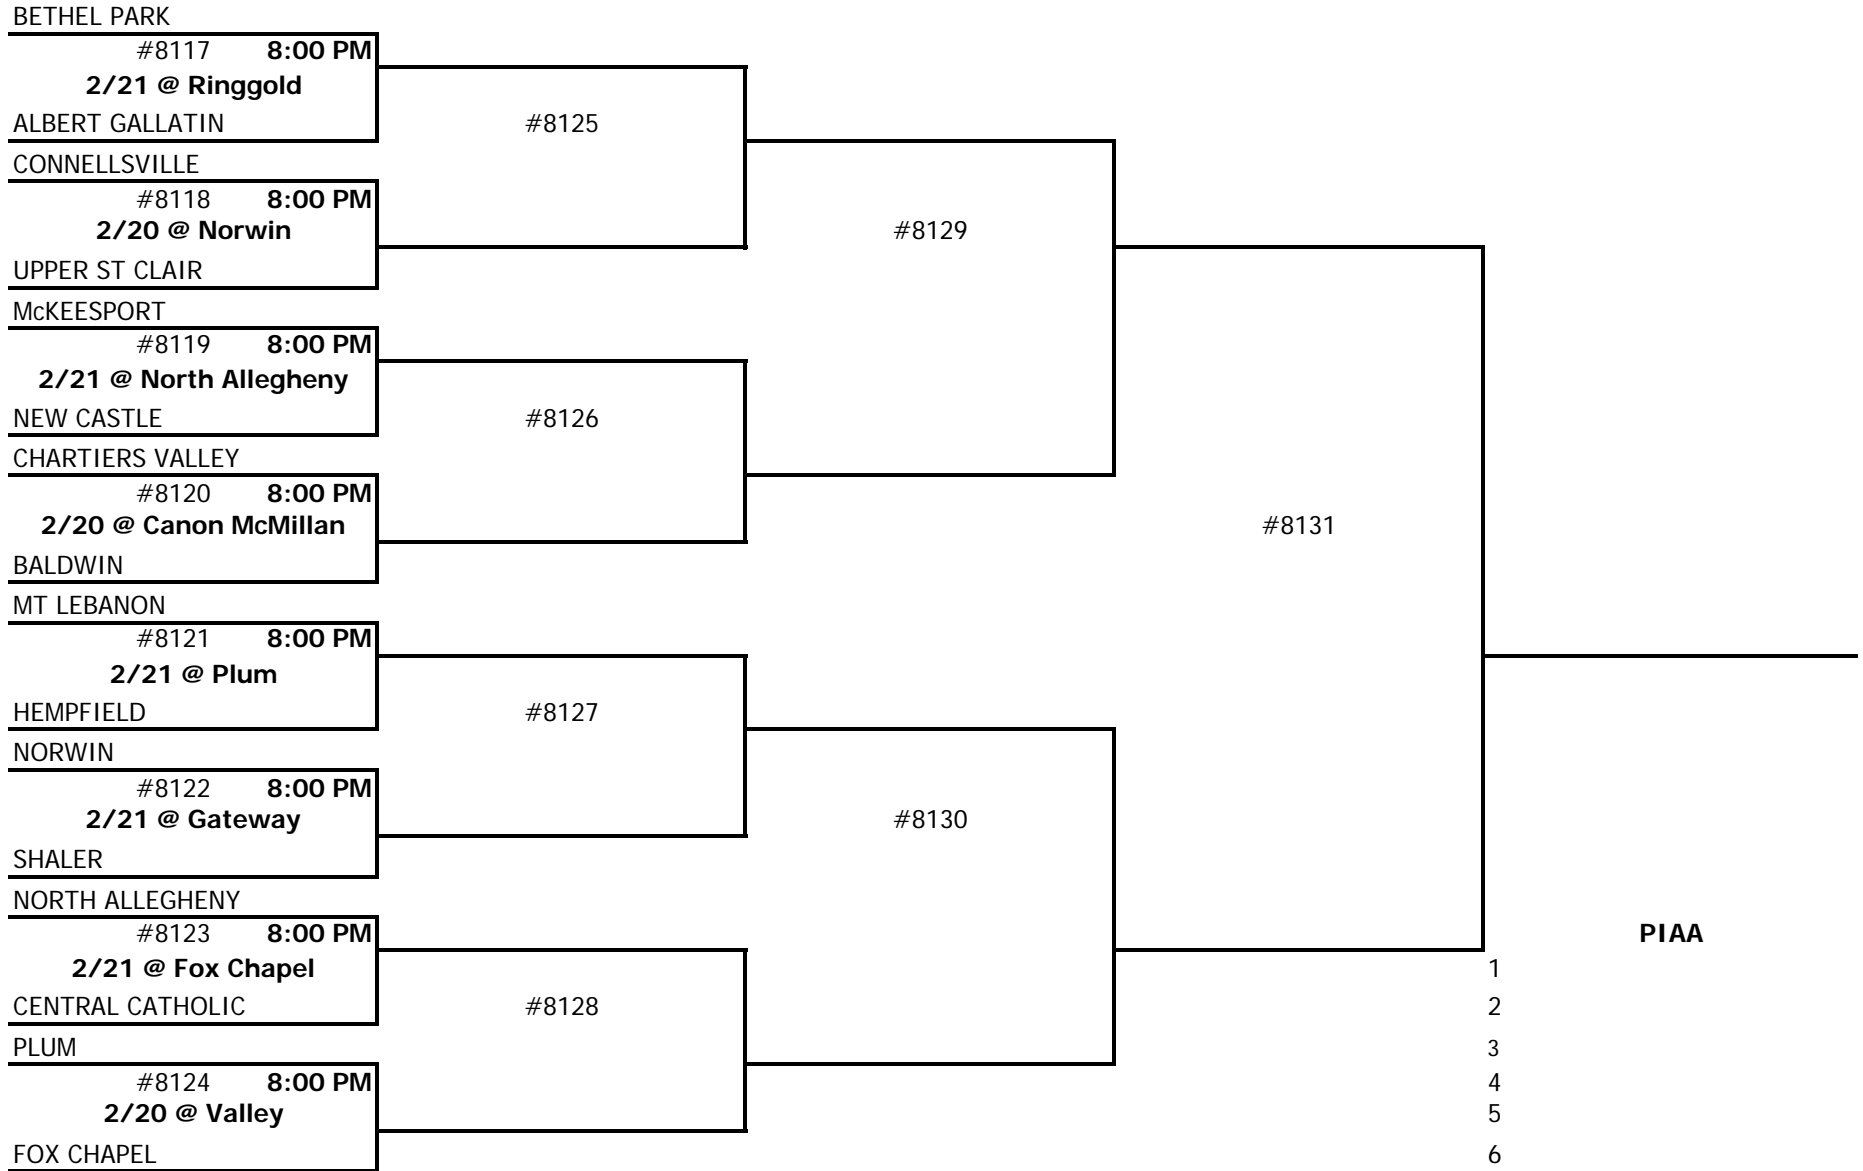 BETHEL PARK
#8117 8:00 PM
2/21 @ Ringgold
ALBERT GALLATIN
#8125
CONNELLSVILLE
#8118 8:00 PM
2/20 @ Norwin
#8129
UPPER ST CLAIR
McKEESPORT
#8119 8:00 PM
2/21 @ North Allegheny
NEW CASTLE
#8126
CHARTIERS VALLEY
#8120 8:00 PM
2/20 @ Canon McMillan
#8131
BALDWIN
MT LEBANON
#8121 8:00 PM
2/21 @ Plum
HEMPFIELD
#8127
NORWIN
#8122 8:00 PM
2/21 @ Gateway
#8130
SHALER
NORTH ALLEGHENY
#8123 8:00 PM
PIAA
2/21 @ Fox Chapel
1
CENTRAL CATHOLIC
#8128
2
PLUM
3
#8124 8:00 PM
4
2/20 @ Valley
5
FOX CHAPEL
6